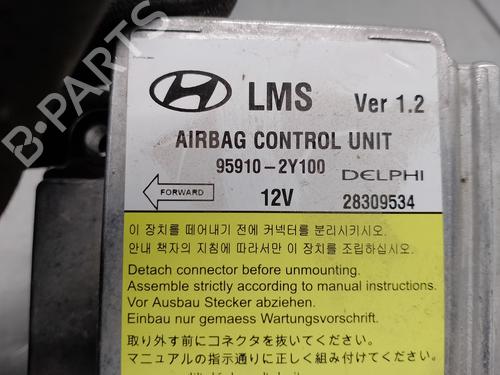 B-PARTS
LMS Ver 1.2
AIRBAG CONTROL UNIT
95910-2Y100 DELPHI
FORWARD 12V 28309534
이 장치를 떼어내기 전에 커넥터를 분리시키시오.
안내 책자의 지침에 따라서만 이 장치를 조립하십시오.
Detach connector before unmounting.
Assemble strictly according to manual instructions.
Vor Ausbau Stecker abziehen.
Einbau nur gemaess Wartungsvorschrift.
取り外す前にコネクタを抜いてください。
マニュアルの指示通りに正しく組み付けてください。